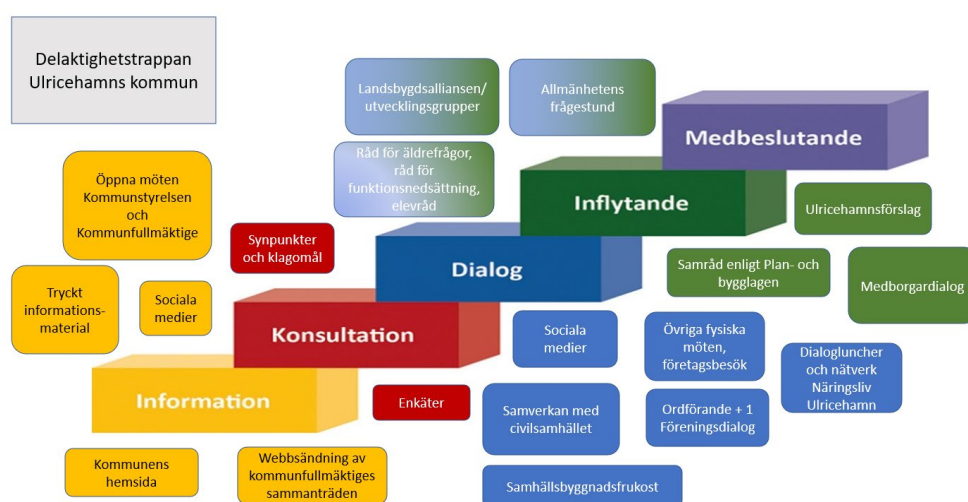 Delaktighetstrappan
Ulricehamns kommun
Landsbygdsalliansen/
utvecklingsgrupper
Allmänhetens
frågestund
Medbeslutande
Råd för äldrefrågor,
råd för
funktionsnedsättning,
elevråd
Öppna möten
Kommunstyrelsen
och
Kommunfullmäktige
Inflytande
Ulricehamnsförslag
Synpunkter
och klagomål
Dialog
Samråd enligt Plan- och
bygglagen
Medborgardialog
Tryckt
informations-
material
Sociala
medier
Konsultation
Sociala
medier
Övriga fysiska
möten,
företagsbesök
Dialogluncher
och nätverk
Näringsliv
Ulricehamn
Information
Enkäter
Samverkan med
civilsamhället
Ordförande + 1
Föreningsdialog
Kommunens
hemsida
Webbsändning av
kommunfullmäktiges
sammanträden
Samhällsbyggnadsfrukost